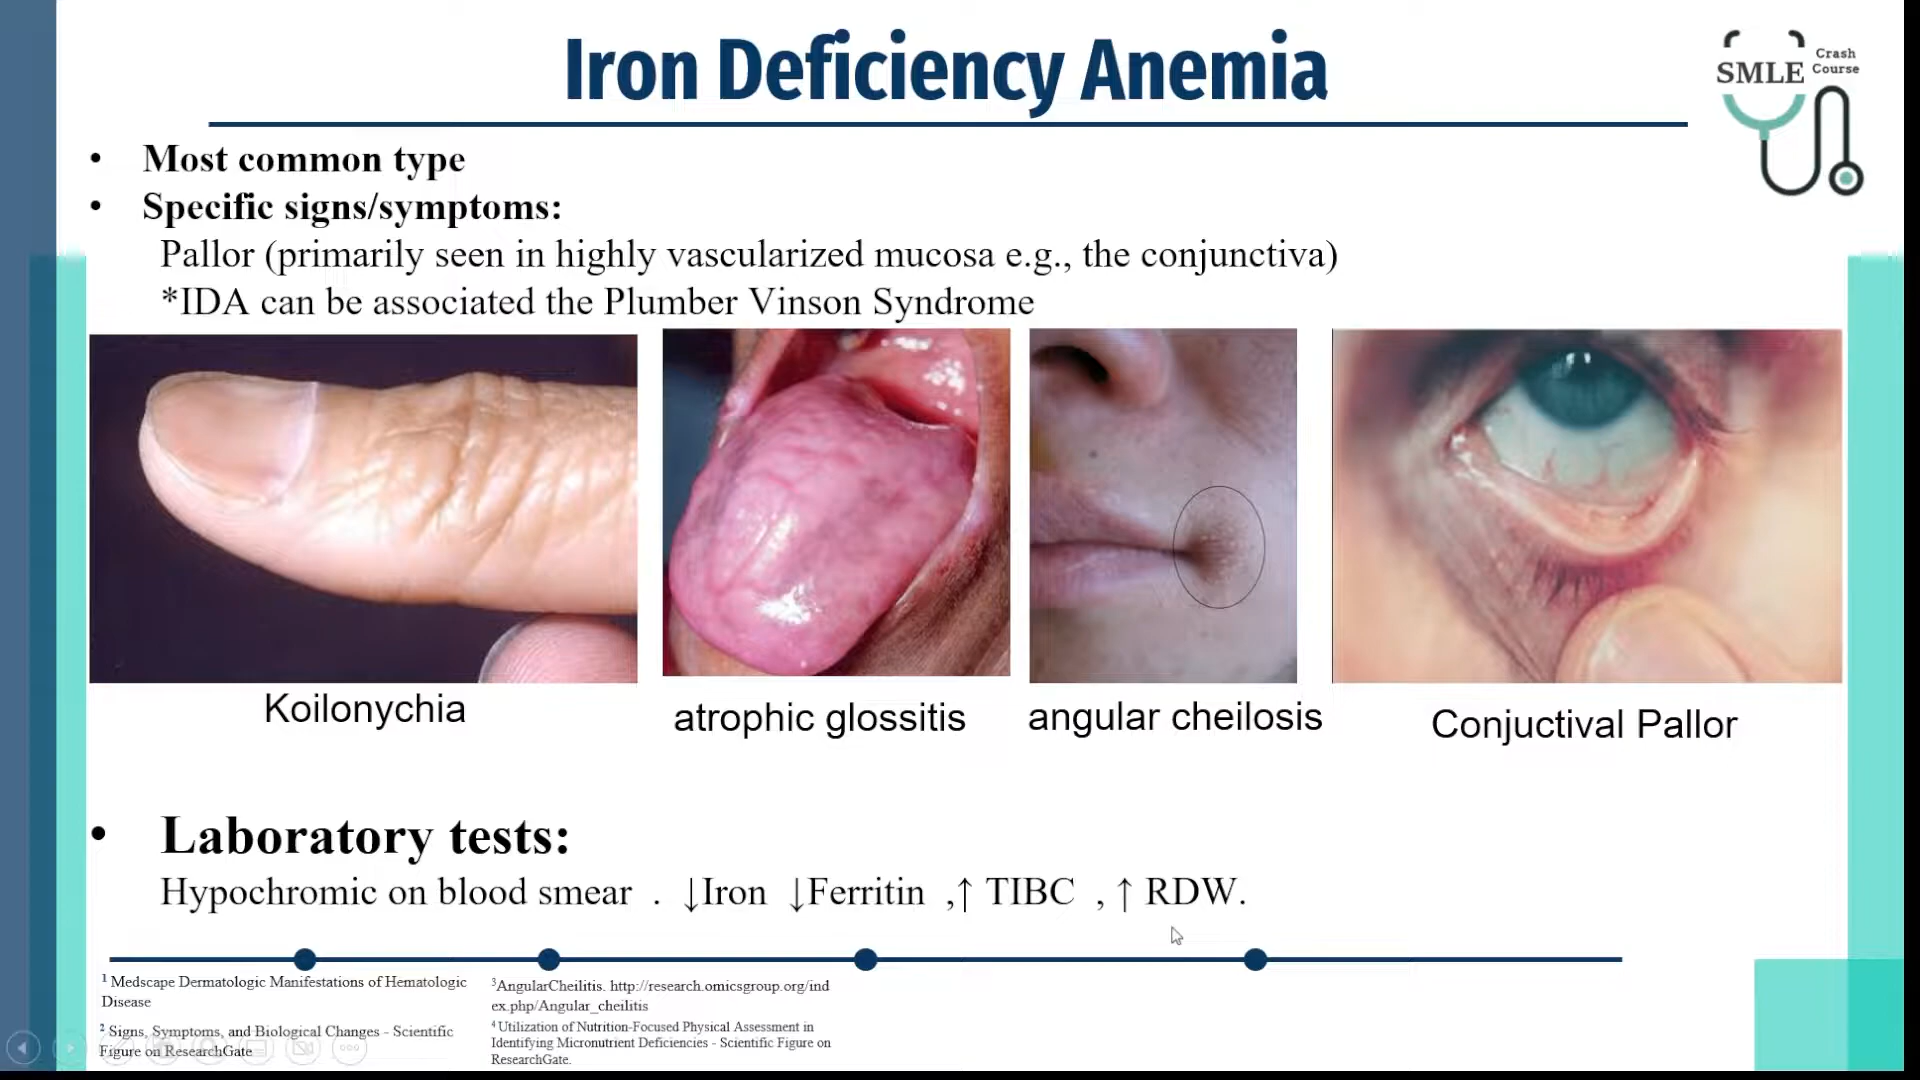 Iron Deficiency Anemia
SMLE Crash Course
• Most common type
• Specific signs/symptoms:
Pallor (primarily seen in highly vascularized mucosa e.g., the conjunctiva)
*IDA can be associated the Plumber Vinson Syndrome
Koilonychia
atrophic glossitis
angular cheilosis
Conjuctival Pallor
• Laboratory tests:
Hypochromic on blood smear . ↓Iron ↓Ferritin ,↑ TIBC , ↑ RDW.
1 Medscape Dermatologic Manifestations of Hematologic
Disease
2 Signs, Symptoms, and Biological Changes - Scientific
Figure on ResearchGate
3AngularCheilitis. http://research.omicsgroup.org/ind
ex.php/Angular_cheilitis
4 Utilization of Nutrition-Focused Physical Assessment in
Identifying Micronutrient Deficiencies - Scientific Figure on
ResearchGate.